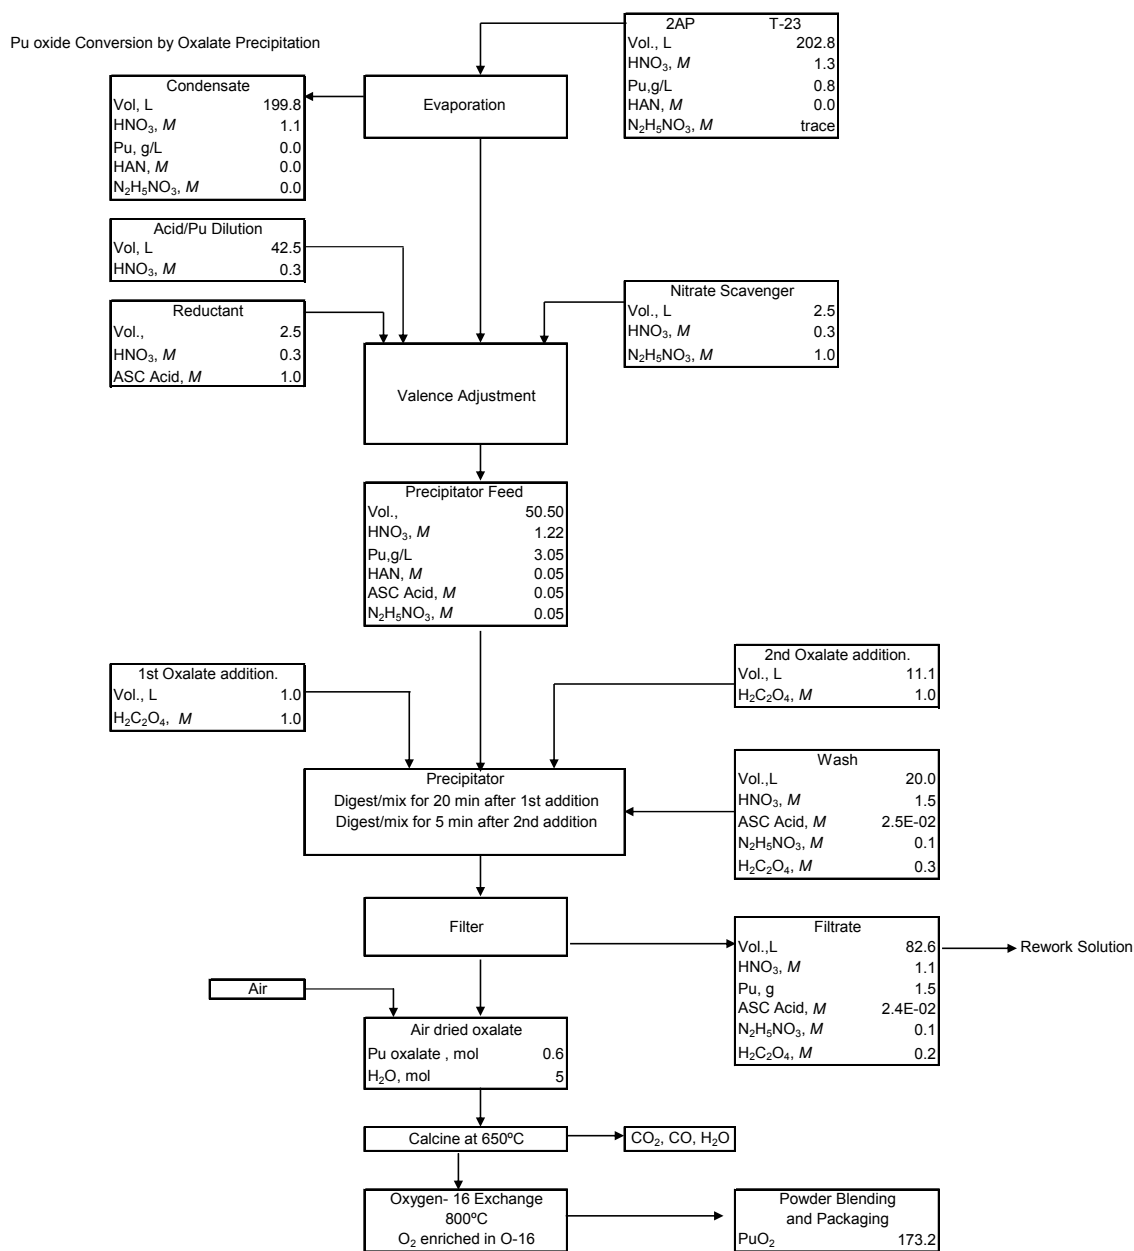 2AP T-23
Vol., L 202.8
HNO₃, M 1.3
Pu,g/L 0.8
HAN, M 0.0
N₂H₅NO₃, M trace
Pu oxide Conversion by Oxalate Precipitation
Evaporation
Condensate
Vol, L 199.8
HNO₃, M 1.1
Pu, g/L 0.0
HAN, M 0.0
N₂H₅NO₃, M 0.0
Acid/Pu Dilution
Vol, L 42.5
HNO₃, M 0.3
Reductant
Vol., 2.5
HNO₃, M 0.3
ASC Acid, M 1.0
Nitrate Scavenger
Vol., L 2.5
HNO₃, M 0.3
N₂H₅NO₃, M 1.0
Valence Adjustment
Precipitator Feed
Vol., 50.50
HNO₃, M 1.22
Pu,g/L 3.05
HAN, M 0.05
ASC Acid, M 0.05
N₂H₅NO₃, M 0.05
1st Oxalate addition.
Vol., L 1.0
H₂C₂O₄, M 1.0
2nd Oxalate addition.
Vol., L 11.1
H₂C₂O₄, M 1.0
Precipitator
Digest/mix for 20 min after 1st addition
Digest/mix for 5 min after 2nd addition
Wash
Vol.,L 20.0
HNO₃, M 1.5
ASC Acid, M 2.5E-02
N₂H₅NO₃, M 0.1
H₂C₂O₄, M 0.3
Filter
Filtrate
Vol.,L 82.6
HNO₃, M 1.1
Pu, g 1.5
ASC Acid, M 2.4E-02
N₂H₅NO₃, M 0.1
H₂C₂O₄, M 0.2
Rework Solution
Air
Air dried oxalate
Pu oxalate , mol 0.6
H₂O, mol 5
Calcine at 650ºC
CO₂, CO, H₂O
Oxygen- 16 Exchange
800ºC
O₂ enriched in O-16
Powder Blending
and Packaging
PuO₂ 173.2